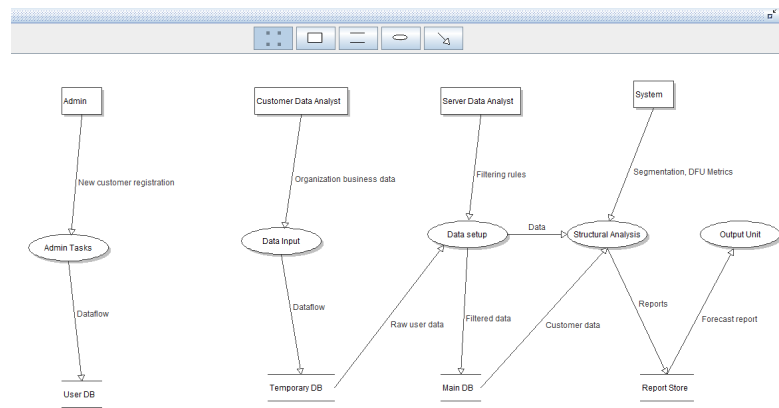 Admin
Customer Data Analyst
Server Data Analyst
System
New customer registration
Organization business data
Filtering rules
Segmentation, DFU Metrics
Admin Tasks
Data Input
Data setup
Data
Structural Analysis
Output Unit
Dataflow
Dataflow
Raw user data
Filtered data
Customer data
Reports
Forecast report
User DB
Temporary DB
Main DB
Report Store